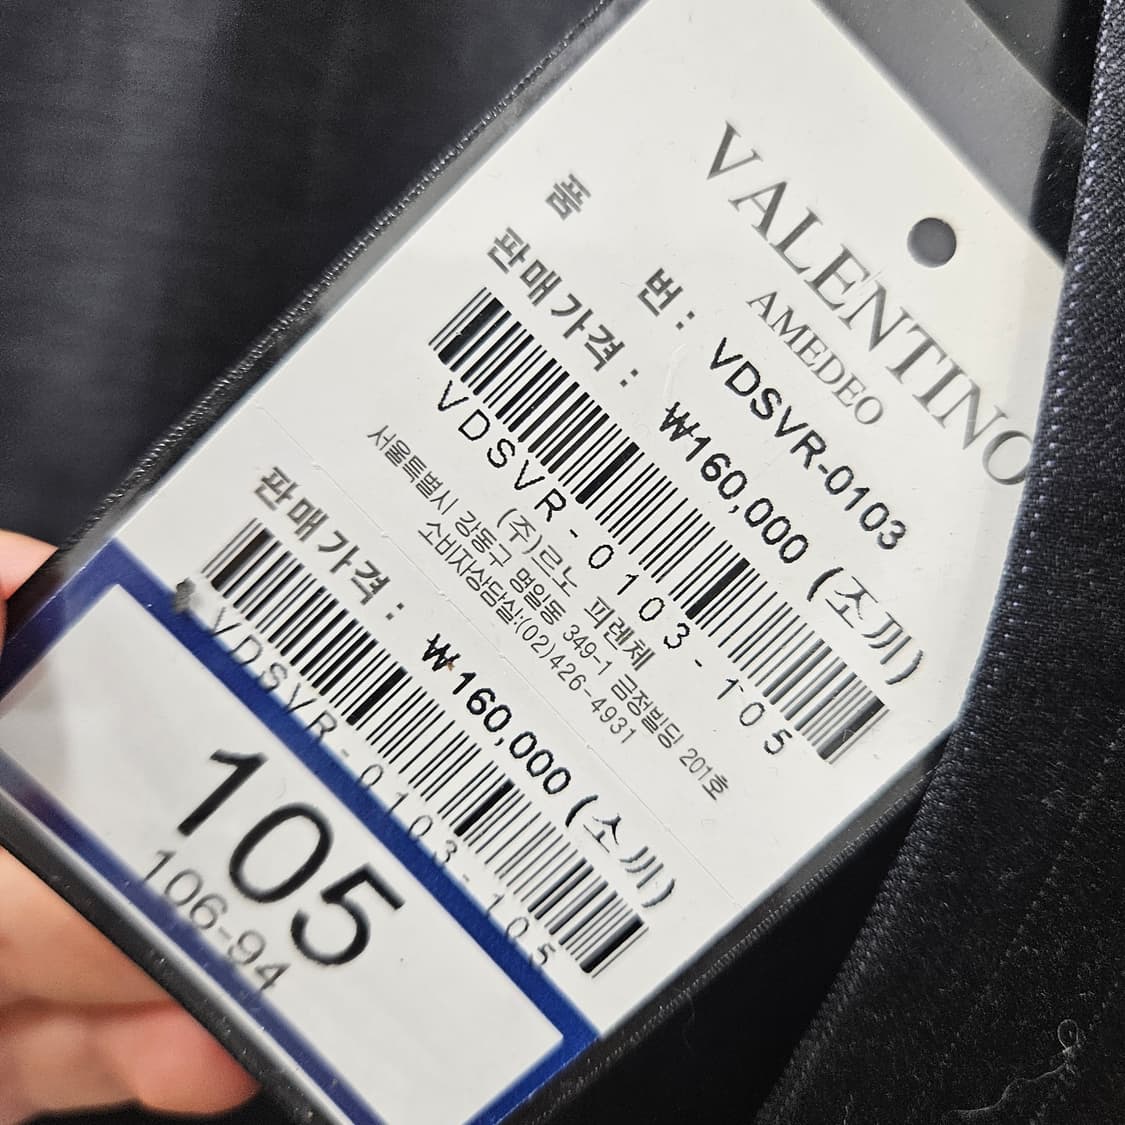 VALENTINO
AMEDEO
품 번 : VDSVR-0103
판매가격 : ₩160,000 (조끼)
VDSVR-0103-105
(주)르노 피렌체
서울특별시 강동구 명일동 349-1 금정빌딩 201호
소비자상담실:(02)426-4931
판매가격 : ₩160,000 (조끼)
VDSVR-0103-105
105
106-94